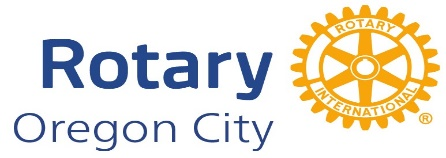 Rotary
Oregon City
ROTARY
INTERNATIONAL
®